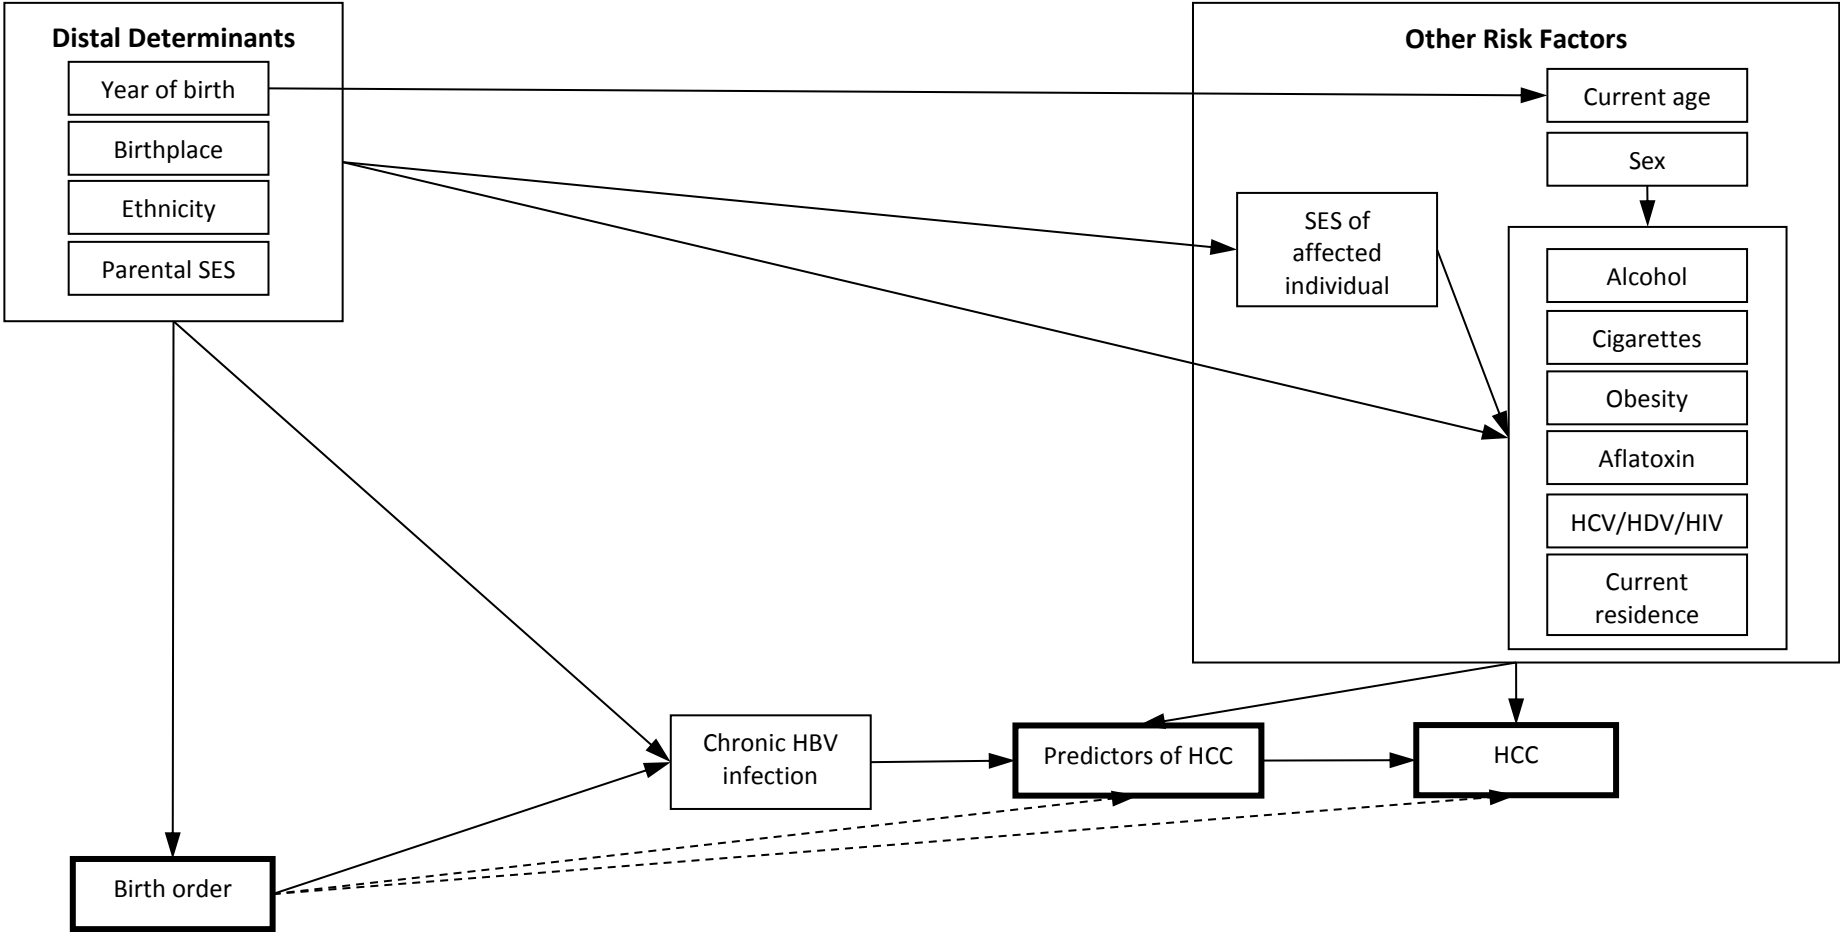 Distal Determinants
Year of birth
Birthplace
Ethnicity
Parental SES
Other Risk Factors
Current age
Sex
SES of
affected
individual
Alcohol
Cigarettes
Obesity
Aflatoxin
HCV/HDV/HIV
Current
residence
Chronic HBV
infection
Predictors of HCC
HCC
Birth order